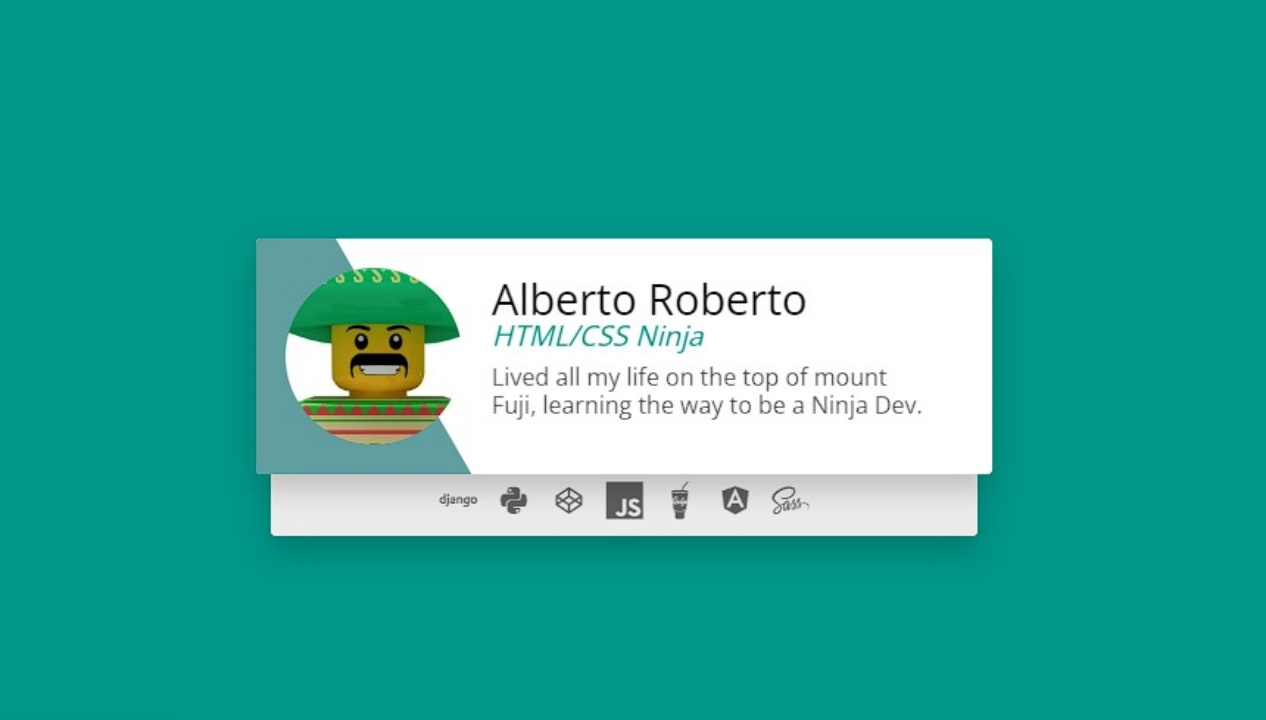 Alberto Roberto
HTML/CSS Ninja
Lived all my life on the top of mount
Fuji, learning the way to be a Ninja Dev.
django JS Gulp A Sass